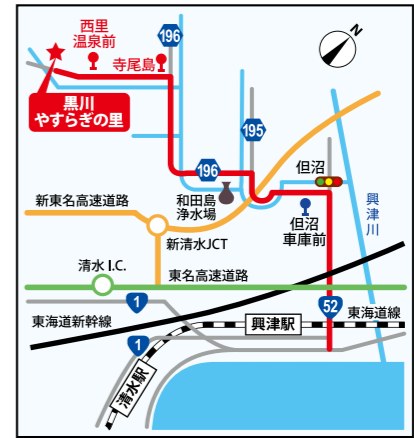 西里
温泉前
寺尾島
196
黒川
やすらぎの里
195
196
和田島
浄水場
但沼
但沼
車庫前
興津川
新東名高速道路
新清水JCT
清水 I.C.
東名高速道路
1
52
東海道新幹線
東海道線
興津駅
1
清水駅